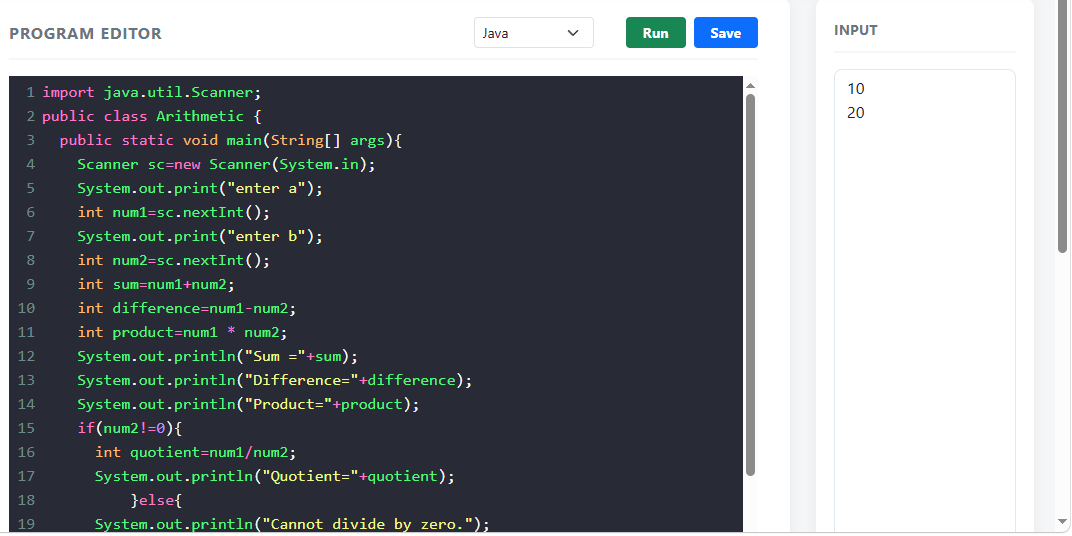 PROGRAM EDITOR Java Run Save
1 import java.util.Scanner;
2 public class Arithmetic {
3 public static void main(String[] args){
4 Scanner sc=new Scanner(System.in);
5 System.out.print("enter a");
6 int num1=sc.nextInt();
7 System.out.print("enter b");
8 int num2=sc.nextInt();
9 int sum=num1+num2;
10 int difference=num1-num2;
11 int product=num1 * num2;
12 System.out.println("Sum ="+sum);
13 System.out.println("Difference="+difference);
14 System.out.println("Product="+product);
15 if(num2!=0){
16 int quotient=num1/num2;
17 System.out.println("Quotient="+quotient);
18 }else{
19 System.out.println("Cannot divide by zero.");
INPUT
10
20